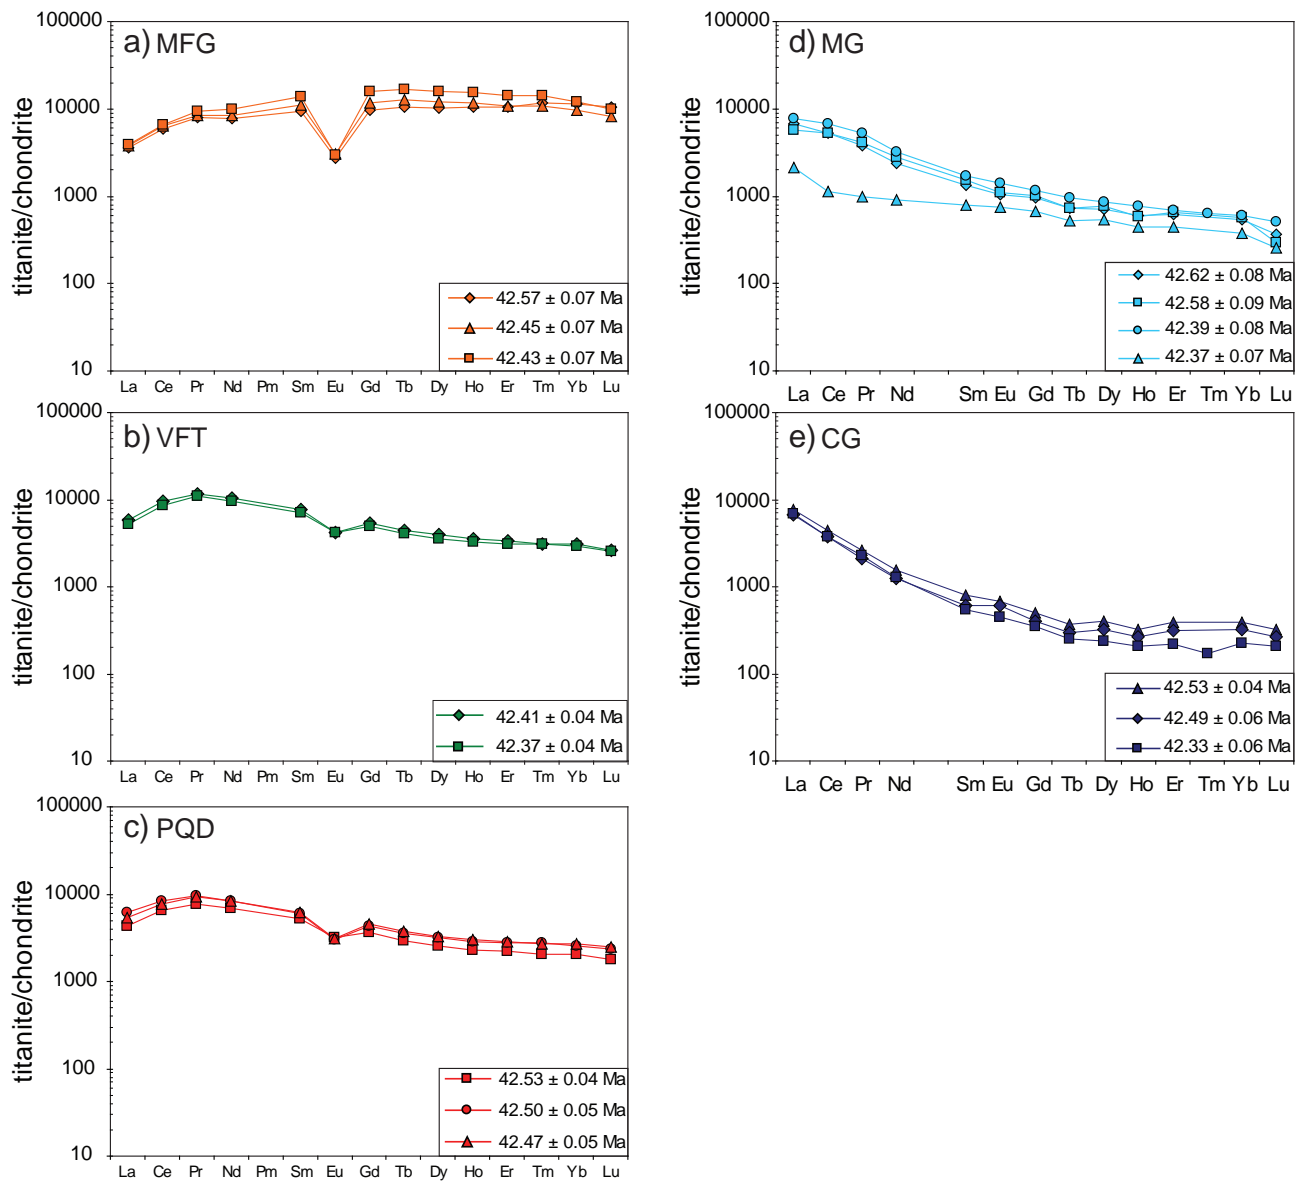 a) MFG
titanite/chondrite
100000
10000
1000
100
10
42.57 ± 0.07 Ma
42.45 ± 0.07 Ma
42.43 ± 0.07 Ma
La Ce Pr Nd Pm Sm Eu Gd Tb Dy Ho Er Tm Yb Lu
b) VFT
titanite/chondrite
100000
10000
1000
100
10
42.41 ± 0.04 Ma
42.37 ± 0.04 Ma
La Ce Pr Nd Pm Sm Eu Gd Tb Dy Ho Er Tm Yb Lu
c) PQD
titanite/chondrite
100000
10000
1000
100
10
42.53 ± 0.04 Ma
42.50 ± 0.05 Ma
42.47 ± 0.05 Ma
La Ce Pr Nd Pm Sm Eu Gd Tb Dy Ho Er Tm Yb Lu
d) MG
titanite/chondrite
100000
10000
1000
100
10
42.62 ± 0.08 Ma
42.58 ± 0.09 Ma
42.39 ± 0.08 Ma
42.37 ± 0.07 Ma
La Ce Pr Nd Sm Eu Gd Tb Dy Ho Er Tm Yb Lu
e) CG
titanite/chondrite
100000
10000
1000
100
10
42.53 ± 0.04 Ma
42.49 ± 0.06 Ma
42.33 ± 0.06 Ma
La Ce Pr Nd Sm Eu Gd Tb Dy Ho Er Tm Yb Lu